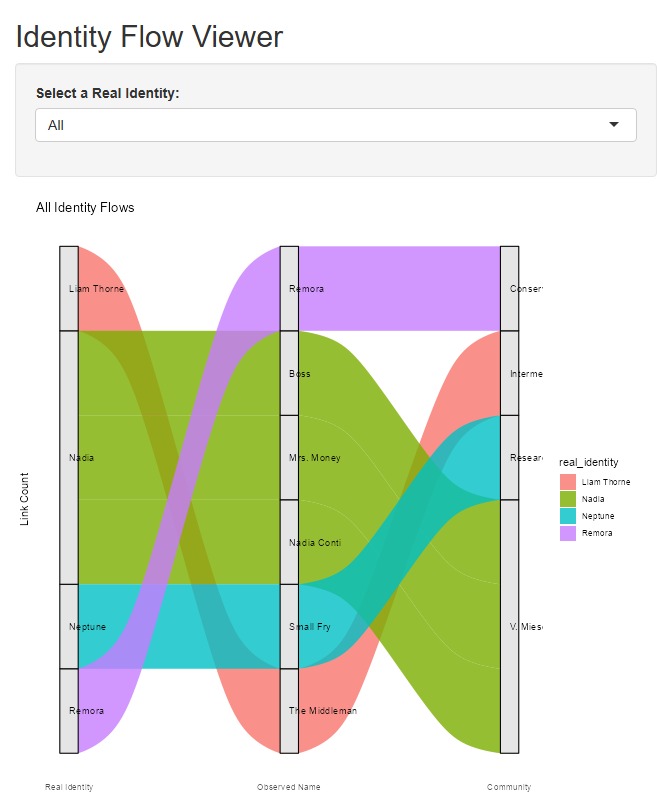 Identity Flow Viewer
Select a Real Identity:
All
All Identity Flows
Link Count
Liam Thorne
Nadia
Neptune
Remora
Remora
Boss
Mrs. Money
Nadia Conti
Small Fry
The Middleman
Conser
Interme
Resear
V. Mies
Real Identity
Observed Name
Community
real_identity
Liam Thorne
Nadia
Neptune
Remora